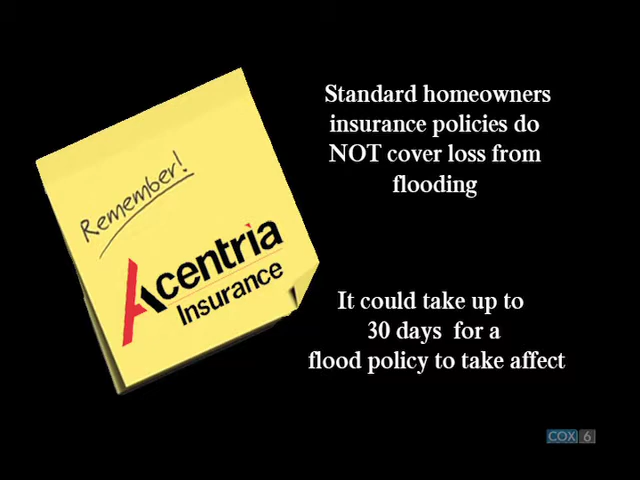 Standard homeowners
insurance policies do
NOT cover loss from
flooding
Remember!
Acentria
Insurance
It could take up to
30 days for a
flood policy to take affect
COX 6